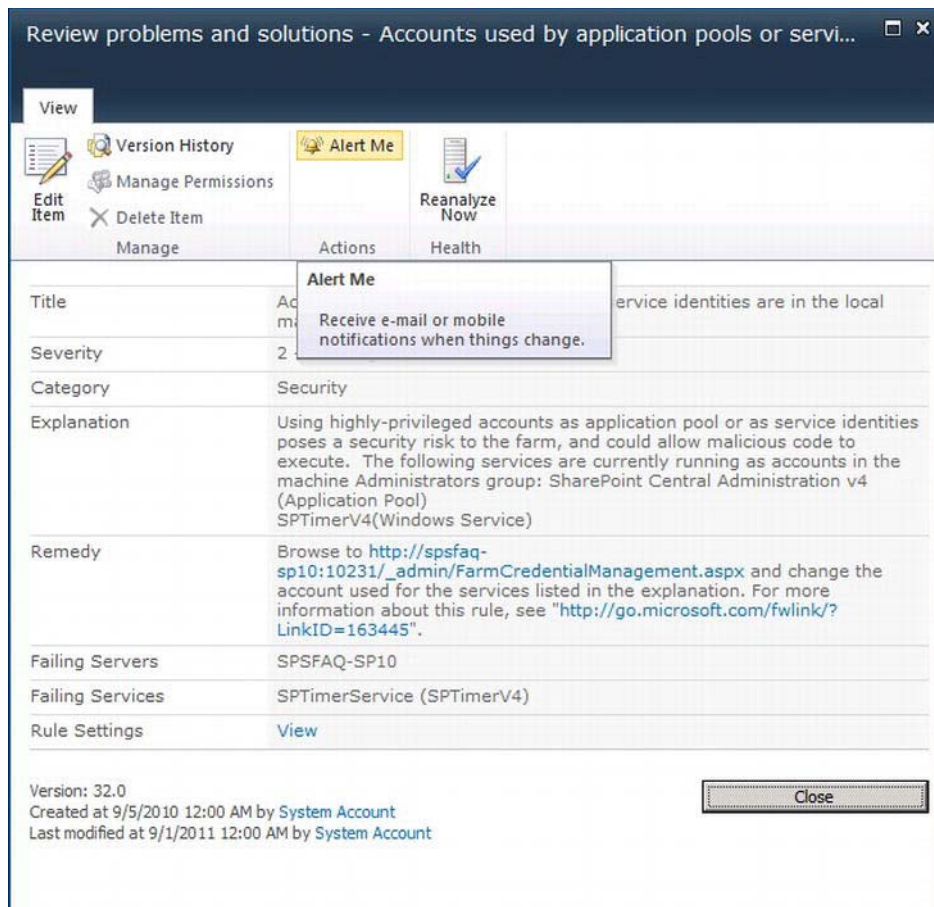 Review problems and solutions - Accounts used by application pools or servi...
View
Edit Item
Version History
Manage Permissions
Delete Item
Manage
Alert Me
Actions
Reanalyze Now
Health
Alert Me
Receive e-mail or mobile
notifications when things change.
Title
Ac
ervice identities are in the local
ma
Severity
2
Category
Security
Explanation
Using highly-privileged accounts as application pool or as service identities
poses a security risk to the farm, and could allow malicious code to
execute. The following services are currently running as accounts in the
machine Administrators group: SharePoint Central Administration v4
(Application Pool)
SPTimerV4(Windows Service)
Remedy
Browse to http://spsfaq-
sp10:10231/_admin/FarmCredentialManagement.aspx and change the
account used for the services listed in the explanation. For more
information about this rule, see "http://go.microsoft.com/fwlink/?
LinkID=163445".
Failing Servers
SPSFAQ-SP10
Failing Services
SPTimerService (SPTimerV4)
Rule Settings
View
Version: 32.0
Created at 9/5/2010 12:00 AM by System Account
Last modified at 9/1/2011 12:00 AM by System Account
Close